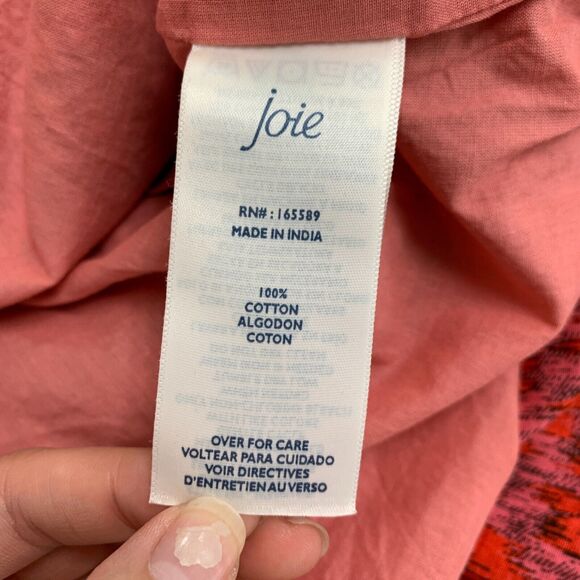 joie
RN#: 165589
MADE IN INDIA
100%
COTTON
ALGODON
COTON
OVER FOR CARE
VOLTEAR PARA CUIDADO
VOIR DIRECTIVES
D'ENTRETIEN AU VERSO